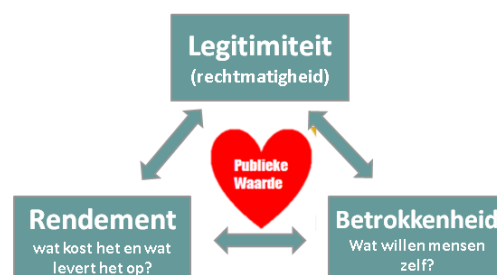 Legitimiteit
(rechtmatigheid)
Publieke
Waarde
Rendement
wat kost het en wat
levert het op?
Betrokkenheid
Wat willen mensen
zelf?